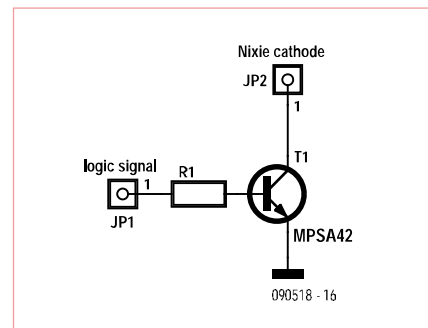 Nixie cathode
JP2
1
T1
logic signal
R1
1
JP1
MPSA42
090518 - 16